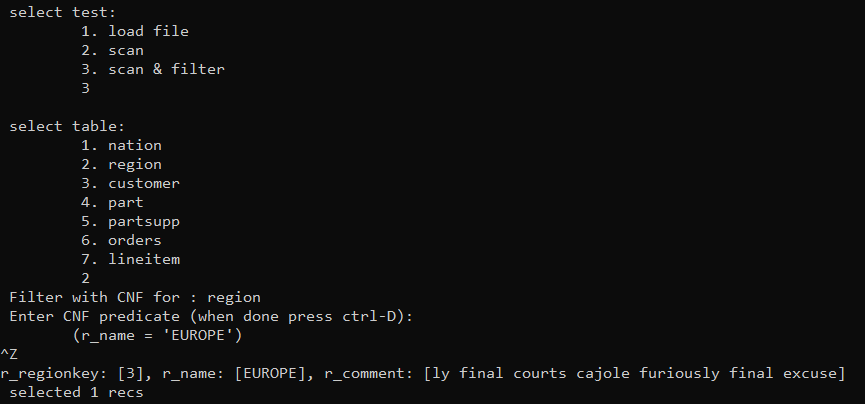 select test:
1. load file
2. scan
3. scan & filter
3
select table:
1. nation
2. region
3. customer
4. part
5. partsupp
6. orders
7. lineitem
2
Filter with CNF for : region
Enter CNF predicate (when done press ctrl-D):
(r_name = 'EUROPE')
^Z
r_regionkey: [3], r_name: [EUROPE], r_comment: [ly final courts cajole furiously final excuse]
selected 1 recs